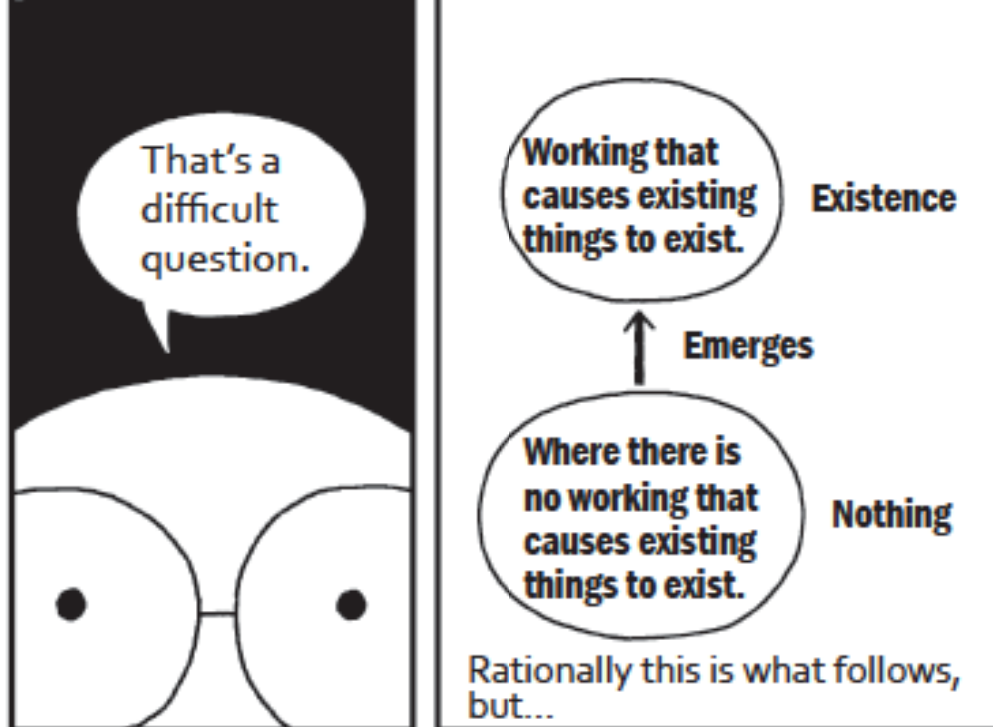 That's a
difficult
question.
Working that
causes existing
things to exist.
Existence
Emerges
Where there is
no working that
causes existing
things to exist.
Nothing
Rationally this is what follows,
but...